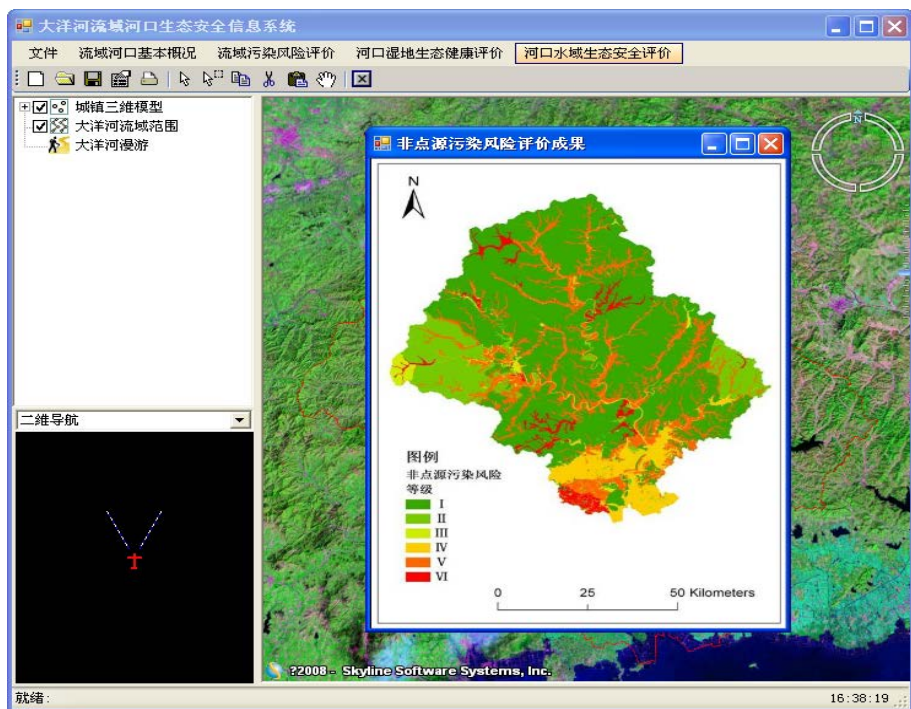 大洋河流域河口生态安全信息系统
文件 流域河口基本概况 流域污染风险评价 河口湿地生态健康评价 河口水域生态安全评价
城镇三维模型
大洋河流域范围
大洋河漫游
二维导航
非点源污染风险评价成果
N
N
图例
非点源污染风险
等级
I
II
III
IV
V
VI
0 25 50 Kilometers
?2008 - Skyline Software Systems, Inc.
就绪:
16:38:19